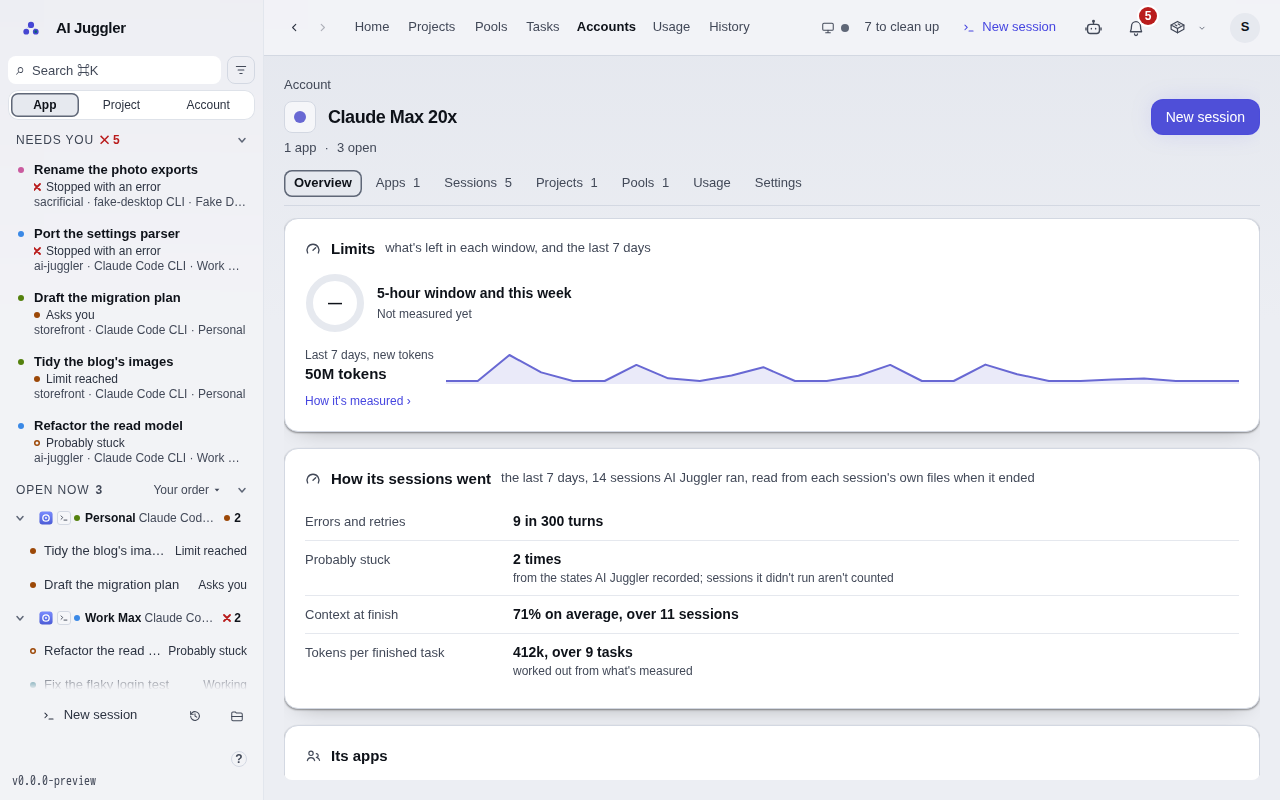 AI Juggler
Search ⌘K
App
Project
Account
NEEDS YOU 5
Rename the photo exports
Stopped with an error
sacrificial · fake-desktop CLI · Fake D…
Port the settings parser
Stopped with an error
ai-juggler · Claude Code CLI · Work …
Draft the migration plan
Asks you
storefront · Claude Code CLI · Personal
Tidy the blog's images
Limit reached
storefront · Claude Code CLI · Personal
Refactor the read model
Probably stuck
ai-juggler · Claude Code CLI · Work …
OPEN NOW 3
Your order
Personal Claude Cod… 2
Tidy the blog's ima… Limit reached
Draft the migration plan Asks you
Work Max Claude Co… 2
Refactor the read … Probably stuck
Fix the flaky login test Working
New session
?
v0.0.0-preview
Home Projects Pools Tasks Accounts Usage History
7 to clean up
New session
5
S
Account
Claude Max 20x
New session
1 app · 3 open
Overview Apps 1 Sessions 5 Projects 1 Pools 1 Usage Settings
Limits what's left in each window, and the last 7 days
—
5-hour window and this week
Not measured yet
Last 7 days, new tokens
50M tokens
How it's measured ›
How its sessions went the last 7 days, 14 sessions AI Juggler ran, read from each session's own files when it ended
Errors and retries 9 in 300 turns
Probably stuck 2 times
from the states AI Juggler recorded; sessions it didn't run aren't counted
Context at finish 71% on average, over 11 sessions
Tokens per finished task 412k, over 9 tasks
worked out from what's measured
Its apps